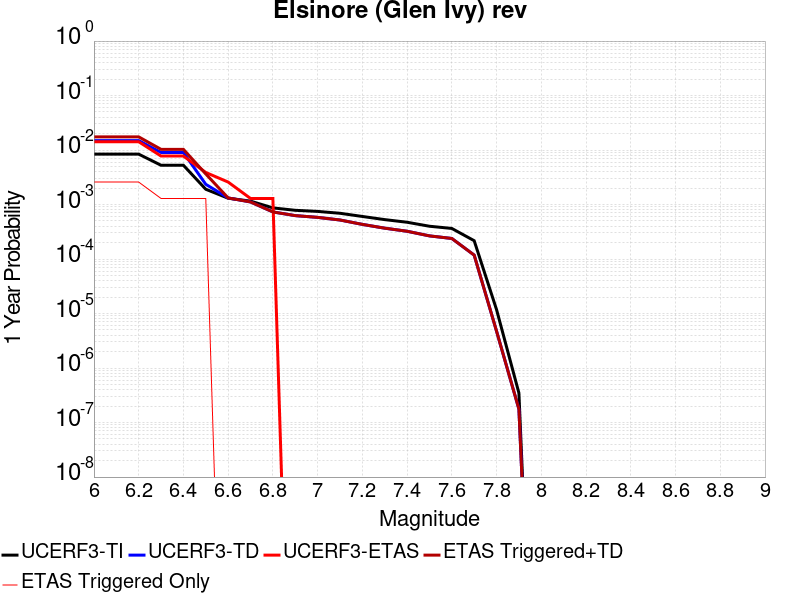 Elsinore (Glen Ivy) rev
10^0
10^-1
10^-2
10^-3
10^-4
10^-5
10^-6
10^-7
10^-8
1 Year Probability
6 6.2 6.4 6.6 6.8 7 7.2 7.4 7.6 7.8 8 8.2 8.4 8.6 8.8 9
Magnitude
UCERF3-TI UCERF3-TD UCERF3-ETAS ETAS Triggered+TD
ETAS Triggered Only